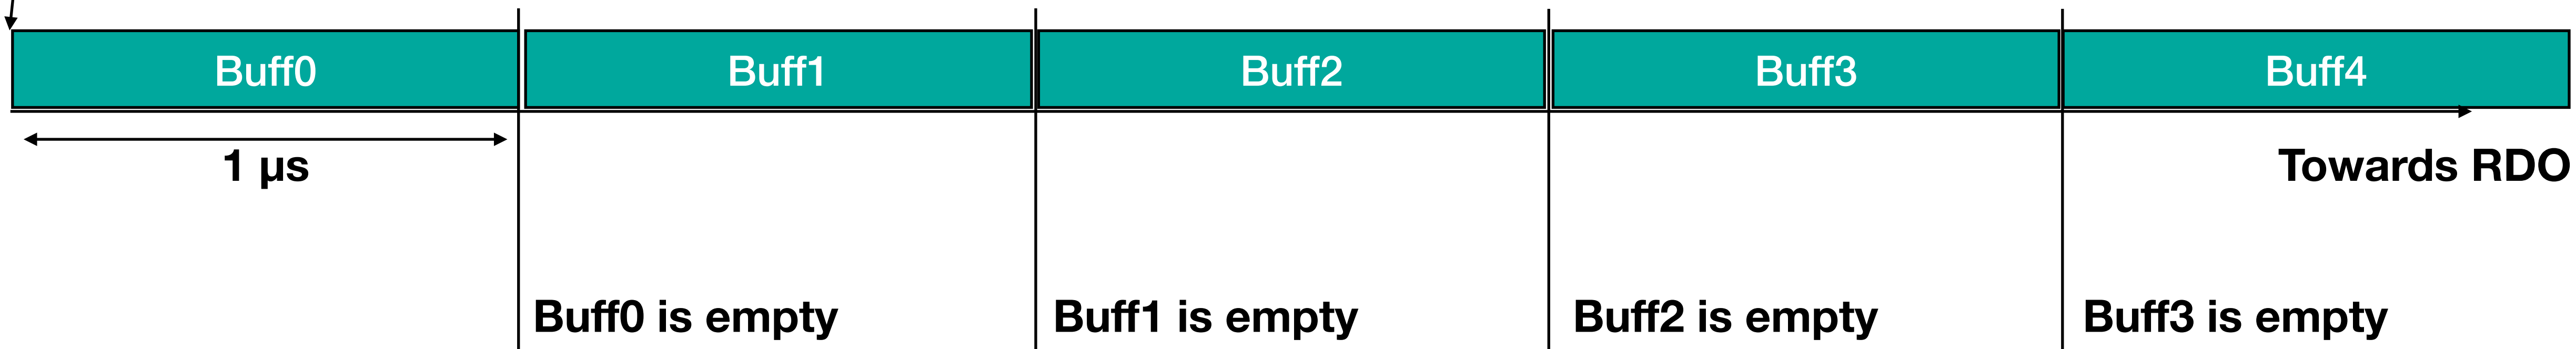 Buff0
Buff1
Buff2
Buff3
Buff4
1 µs
Towards RDO
Buff0 is empty
Buff1 is empty
Buff2 is empty
Buff3 is empty